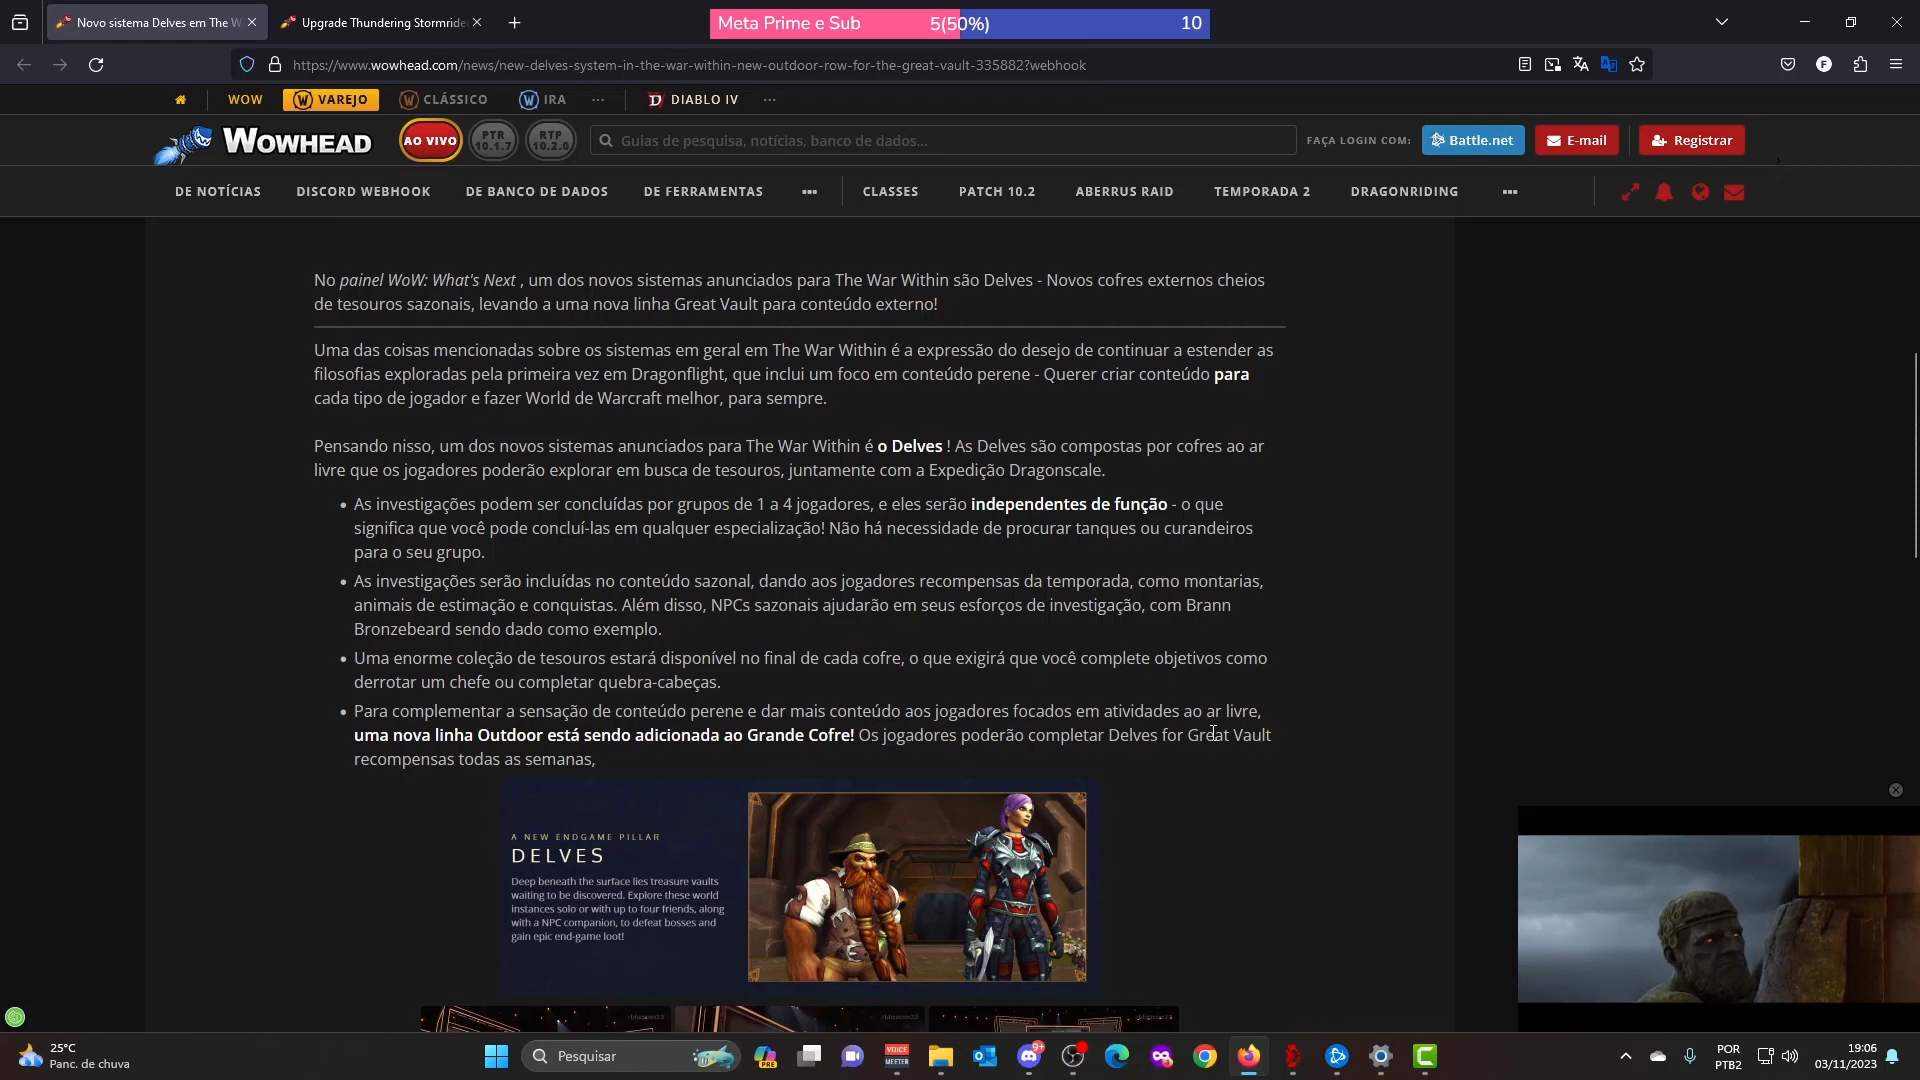 Novo sistema Delves em The W
Upgrade Thundering Stormride
Meta Prime e Sub 5(50%) 10
https://www.wowhead.com/news/new-delves-system-in-the-war-within-new-outdoor-row-for-the-great-vault-335882?webhook
WOW VAREJO CLÁSSICO IRA ... DIABLO IV ...
WOWHEAD AO VIVO PTR 10.1.7 RTP 10.2.0 Guias de pesquisa, notícias, banco de dados... FAÇA LOGIN COM: Battle.net E-mail Registrar
DE NOTÍCIAS DISCORD WEBHOOK DE BANCO DE DADOS DE FERRAMENTAS ... CLASSES PATCH 10.2 ABERRUS RAID TEMPORADA 2 DRAGONRIDING ...
No painel WoW: What's Next , um dos novos sistemas anunciados para The War Within são Delves - Novos cofres externos cheios
de tesouros sazonais, levando a uma nova linha Great Vault para conteúdo externo!
Uma das coisas mencionadas sobre os sistemas em geral em The War Within é a expressão do desejo de continuar a estender as
filosofias exploradas pela primeira vez em Dragonflight, que inclui um foco em conteúdo perene - Querer criar conteúdo para
cada tipo de jogador e fazer World de Warcraft melhor, para sempre.
Pensando nisso, um dos novos sistemas anunciados para The War Within é o Delves ! As Delves são compostas por cofres ao ar
livre que os jogadores poderão explorar em busca de tesouros, juntamente com a Expedição Dragonscale.
• As investigações podem ser concluídas por grupos de 1 a 4 jogadores, e eles serão independentes de função - o que
significa que você pode concluí-las em qualquer especialização! Não há necessidade de procurar tanques ou curandeiros
para o seu grupo.
• As investigações serão incluídas no conteúdo sazonal, dando aos jogadores recompensas da temporada, como montarias,
animais de estimação e conquistas. Além disso, NPCs sazonais ajudarão em seus esforços de investigação, com Brann
Bronzebeard sendo dado como exemplo.
• Uma enorme coleção de tesouros estará disponível no final de cada cofre, o que exigirá que você complete objetivos como
derrotar um chefe ou completar quebra-cabeças.
• Para complementar a sensação de conteúdo perene e dar mais conteúdo aos jogadores focados em atividades ao ar livre,
uma nova linha Outdoor está sendo adicionada ao Grande Cofre! Os jogadores poderão completar Delves for Great Vault
recompensas todas as semanas,
A NEW ENDGAME PILLAR
DELVES
Deep beneath the surface lies treasure vaults
waiting to be discovered. Explore these world
instances solo or with up to four friends, along
with a NPC companion, to defeat bosses and
gain epic end-game loot!
25°C
Panc. de chuva
Pesquisar
PRE
VOICE
MEETER
9+
POR
PTB2
19:06
03/11/2023